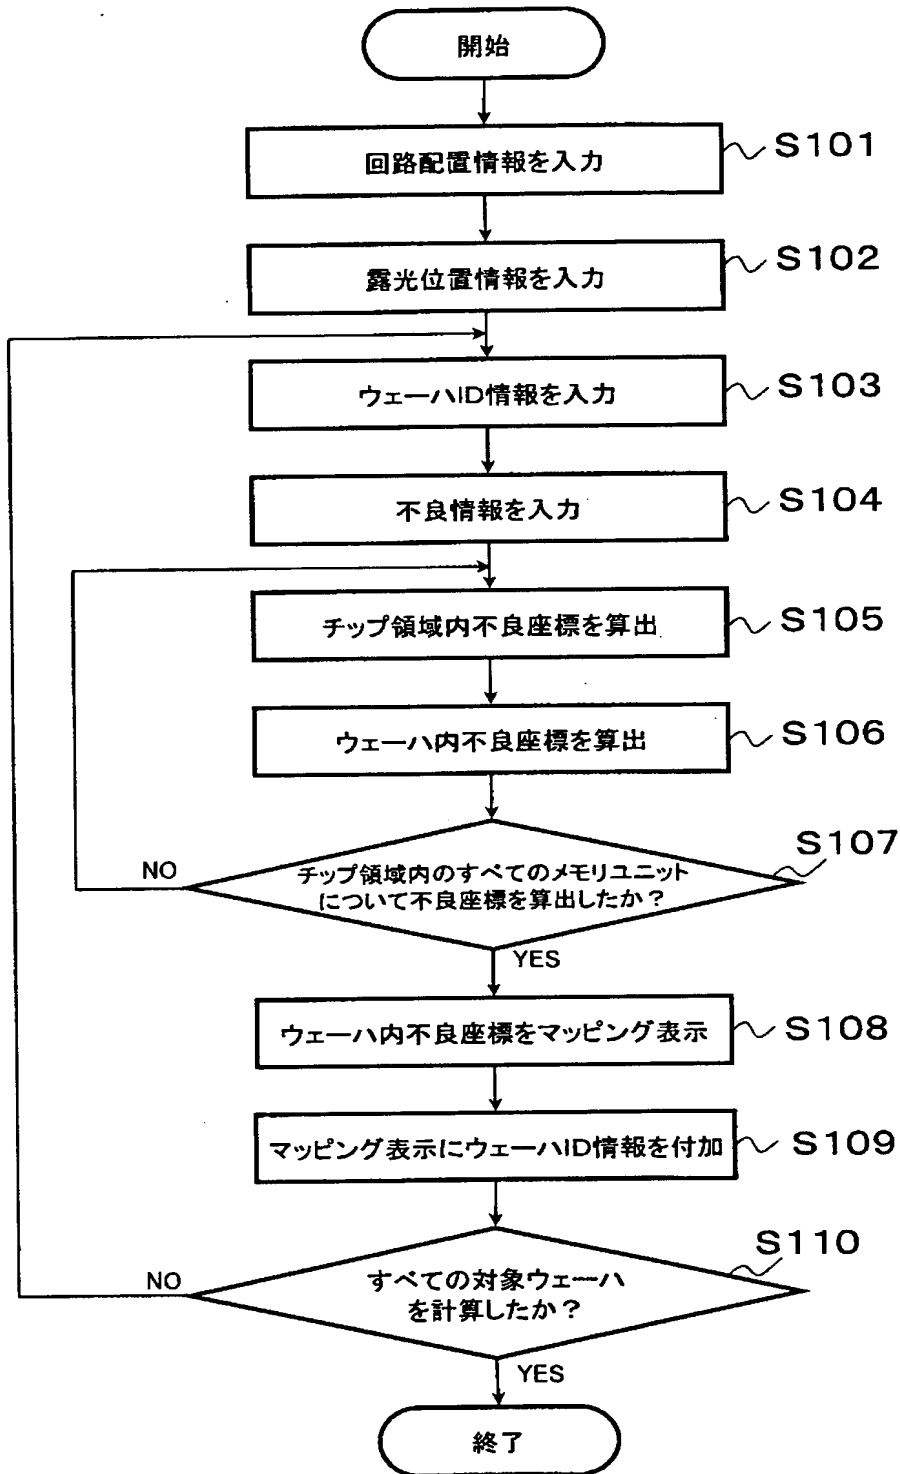 開始
回路配置情報を入力
S101
露光位置情報を入力
S102
ウェーハID情報を入力
S103
不良情報を入力
S104
チップ領域内不良座標を算出
S105
ウェーハ内不良座標を算出
S106
チップ領域内のすべてのメモリユニット
について不良座標を算出したか?
S107
NO
YES
ウェーハ内不良座標をマッピング表示
S108
マッピング表示にウェーハID情報を付加
S109
すべての対象ウェーハ
を計算したか?
S110
NO
YES
終了